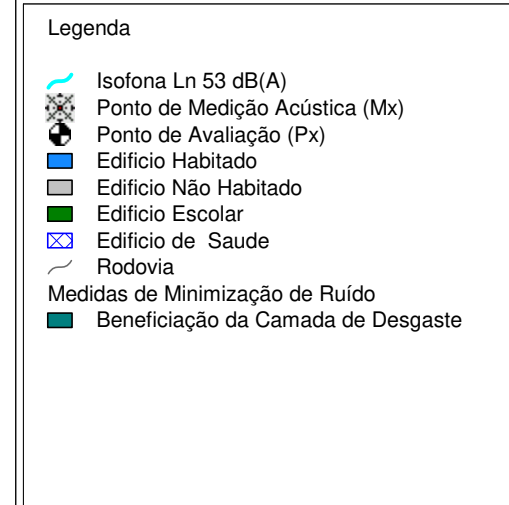 Legenda
Isofona Ln 53 dB(A)
Ponto de Medição Acústica (Mx)
Ponto de Avaliação (Px)
Edificio Habitado
Edificio Não Habitado
Edificio Escolar
Edificio de Saude
Rodovia
Medidas de Minimização de Ruído
Beneficiação da Camada de Desgaste